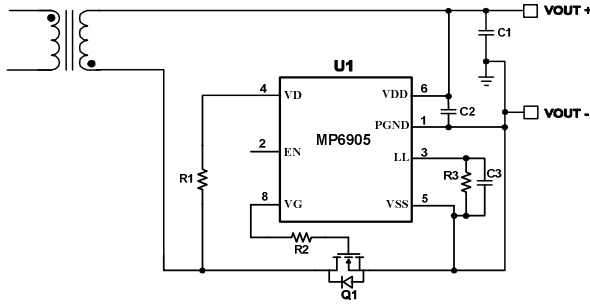 VOUT +
C1
U1
4
VD
VDD
6
C2
VOUT -
PGND
1
MP6905
2
EN
LL
3
R1
R3
C3
8
VG
VSS
5
R2
Q1